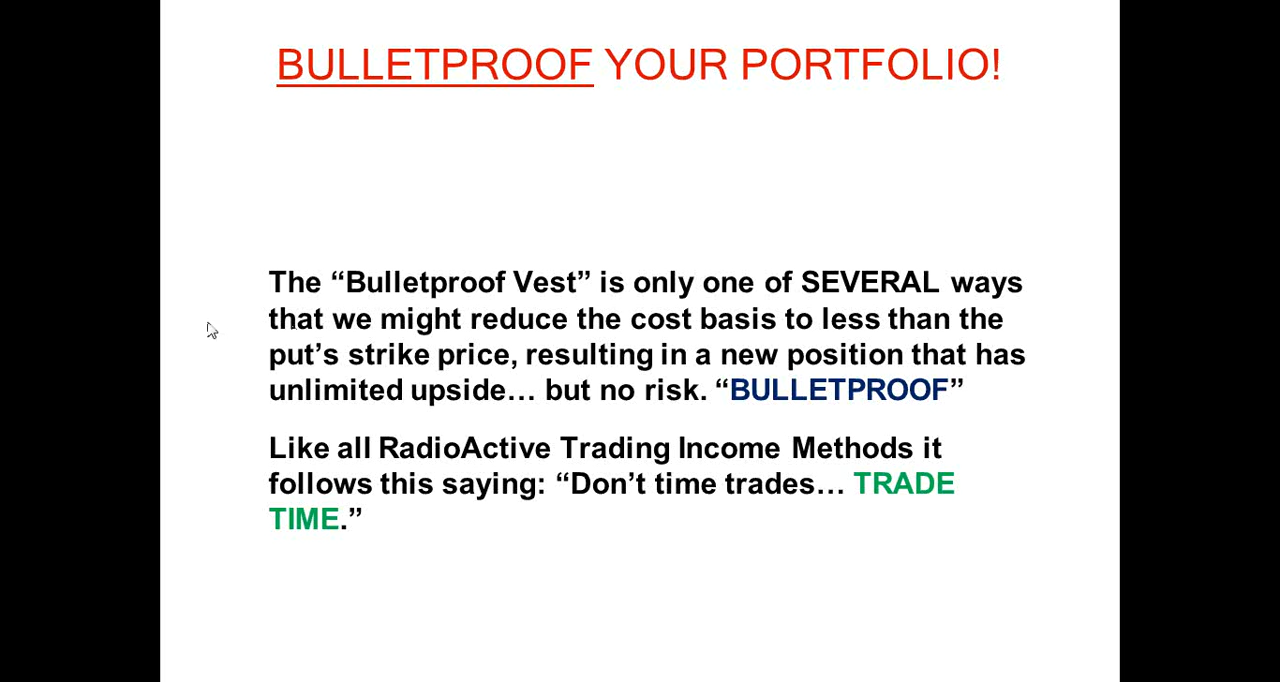 BULLETPROOF YOUR PORTFOLIO!
The “Bulletproof Vest” is only one of SEVERAL ways
that we might reduce the cost basis to less than the
put’s strike price, resulting in a new position that has
unlimited upside… but no risk. “BULLETPROOF”
Like all RadioActive Trading Income Methods it
follows this saying: “Don’t time trades… TRADE
TIME.”